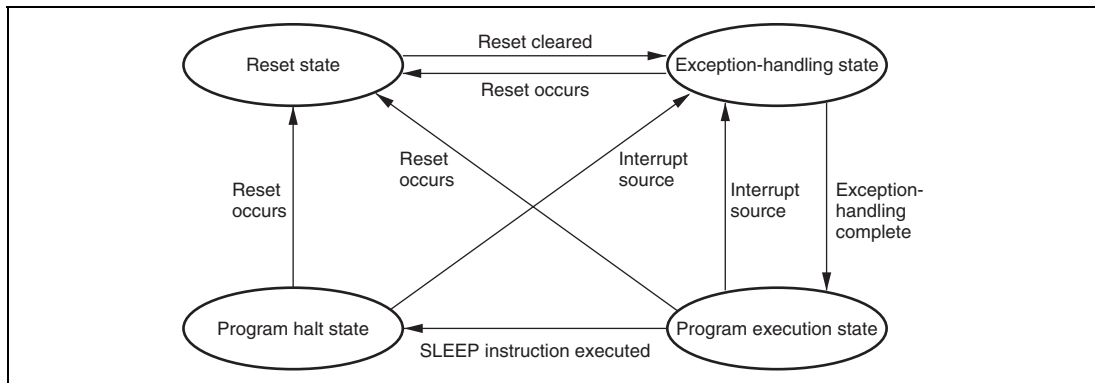 Reset cleared
Reset state
Exception-handling state
Reset occurs
Reset
occurs
Interrupt
source
Reset
occurs
Interrupt
source
Exception-
handling
complete
Program halt state
Program execution state
SLEEP instruction executed